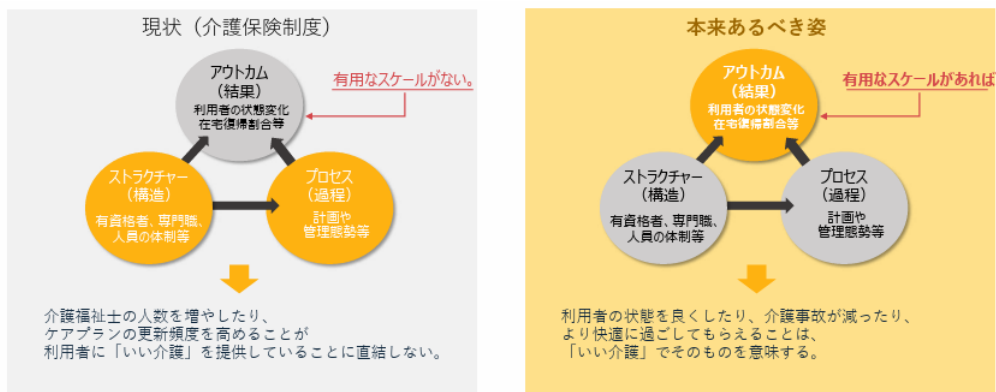 現状（介護保険制度）
アウトカム
（結果）
利用者の状態変化
在宅復帰割合等
有用なスケールがない。
ストラクチャー
（構造）
有資格者、専門職、
人員の体制等
プロセス
（過程）
計画や
管理態勢等
介護福祉士の人数を増やしたり、
ケアプランの更新頻度を高めることが
利用者に「いい介護」を提供していることに直結しない。
本来あるべき姿
アウトカム
（結果）
利用者の状態変化
在宅復帰割合等
有用なスケールがあれば
ストラクチャー
（構造）
有資格者、専門職、
人員の体制等
プロセス
（過程）
計画や
管理態勢等
利用者の状態を良くしたり、介護事故が減ったり、
より快適に過ごしてもらえることは、
「いい介護」でそのものを意味する。